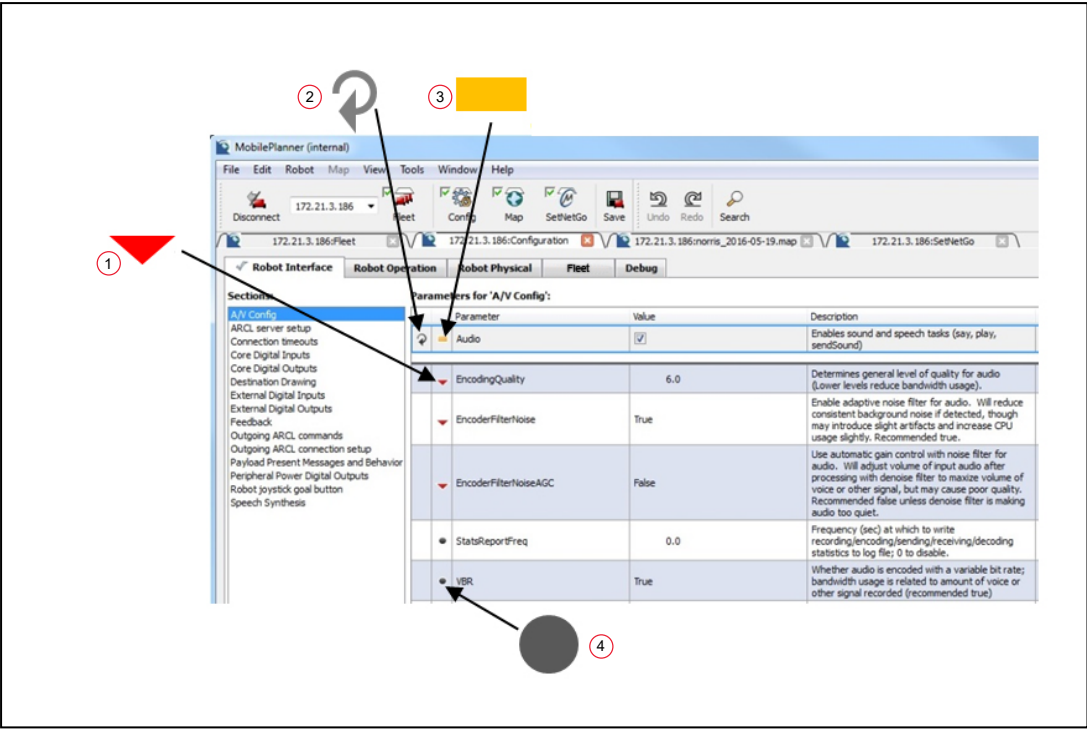 2
3
MobilePlanner (internal)
File Edit Robot Map View Tools Window Help
Disconnect 172.21.3.186 Fleet Config Map SetNetGo Save Undo Redo Search
172.21.3.186:Fleet 172.21.3.186:Configuration 172.21.3.186:norris_2016-05-19.map 172.21.3.186:SetNetGo
1
Robot Interface Robot Operation Robot Physical Fleet Debug
Sections: Parameters for 'A/V Config':
A/V Config
ARCL server setup
Connection timeouts
Core Digital Inputs
Core Digital Outputs
Destination Drawing
External Digital Inputs
External Digital Outputs
Feedback
Outgoing ARCL commands
Outgoing ARCL connection setup
Payload Present Messages and Behavior
Peripheral Power Digital Outputs
Robot joystick goal button
Speech Synthesis
Parameter Value Description
Audio
Enables sound and speech tasks (say, play,
sendSound)
EncodingQuality 6.0
Determines general level of quality for audio
(Lower levels reduce bandwidth usage).
EncoderFilterNoise True
Enable adaptive noise filter for audio. Will reduce
consistent background noise if detected, though
may introduce slight artifacts and increase CPU
usage slightly. Recommended true.
EncoderFilterNoiseAGC False
Use automatic gain control with noise filter for
audio. Will adjust volume of input audio after
processing with denoise filter to maxize volume of
voice or other signal, but may cause poor quality.
Recommended false unless denoise filter is making
audio too quiet.
StatsReportFreq 0.0
Frequency (sec) at which to write
recording/encoding/sending/receiving/decoding
statistics to log file; 0 to disable.
VBR True
Whether audio is encoded with a variable bit rate;
bandwidth usage is related to amount of voice or
other signal recorded (recommended true)
4